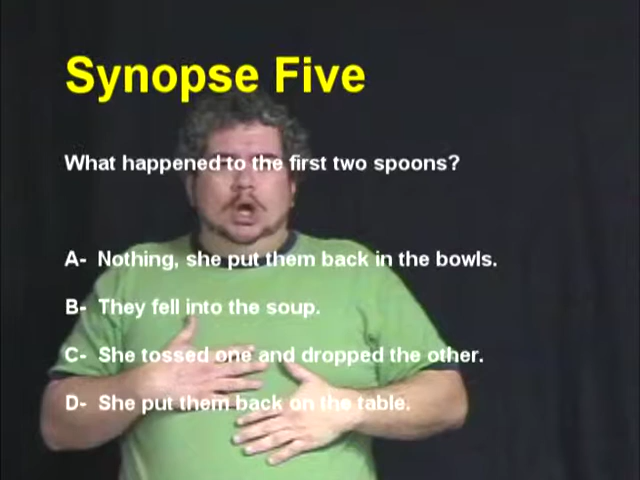 Synopse Five
What happened to the first two spoons?
A- Nothing, she put them back in the bowls.
B- They fell into the soup.
C- She tossed one and dropped the other.
D- She put them back on the table.